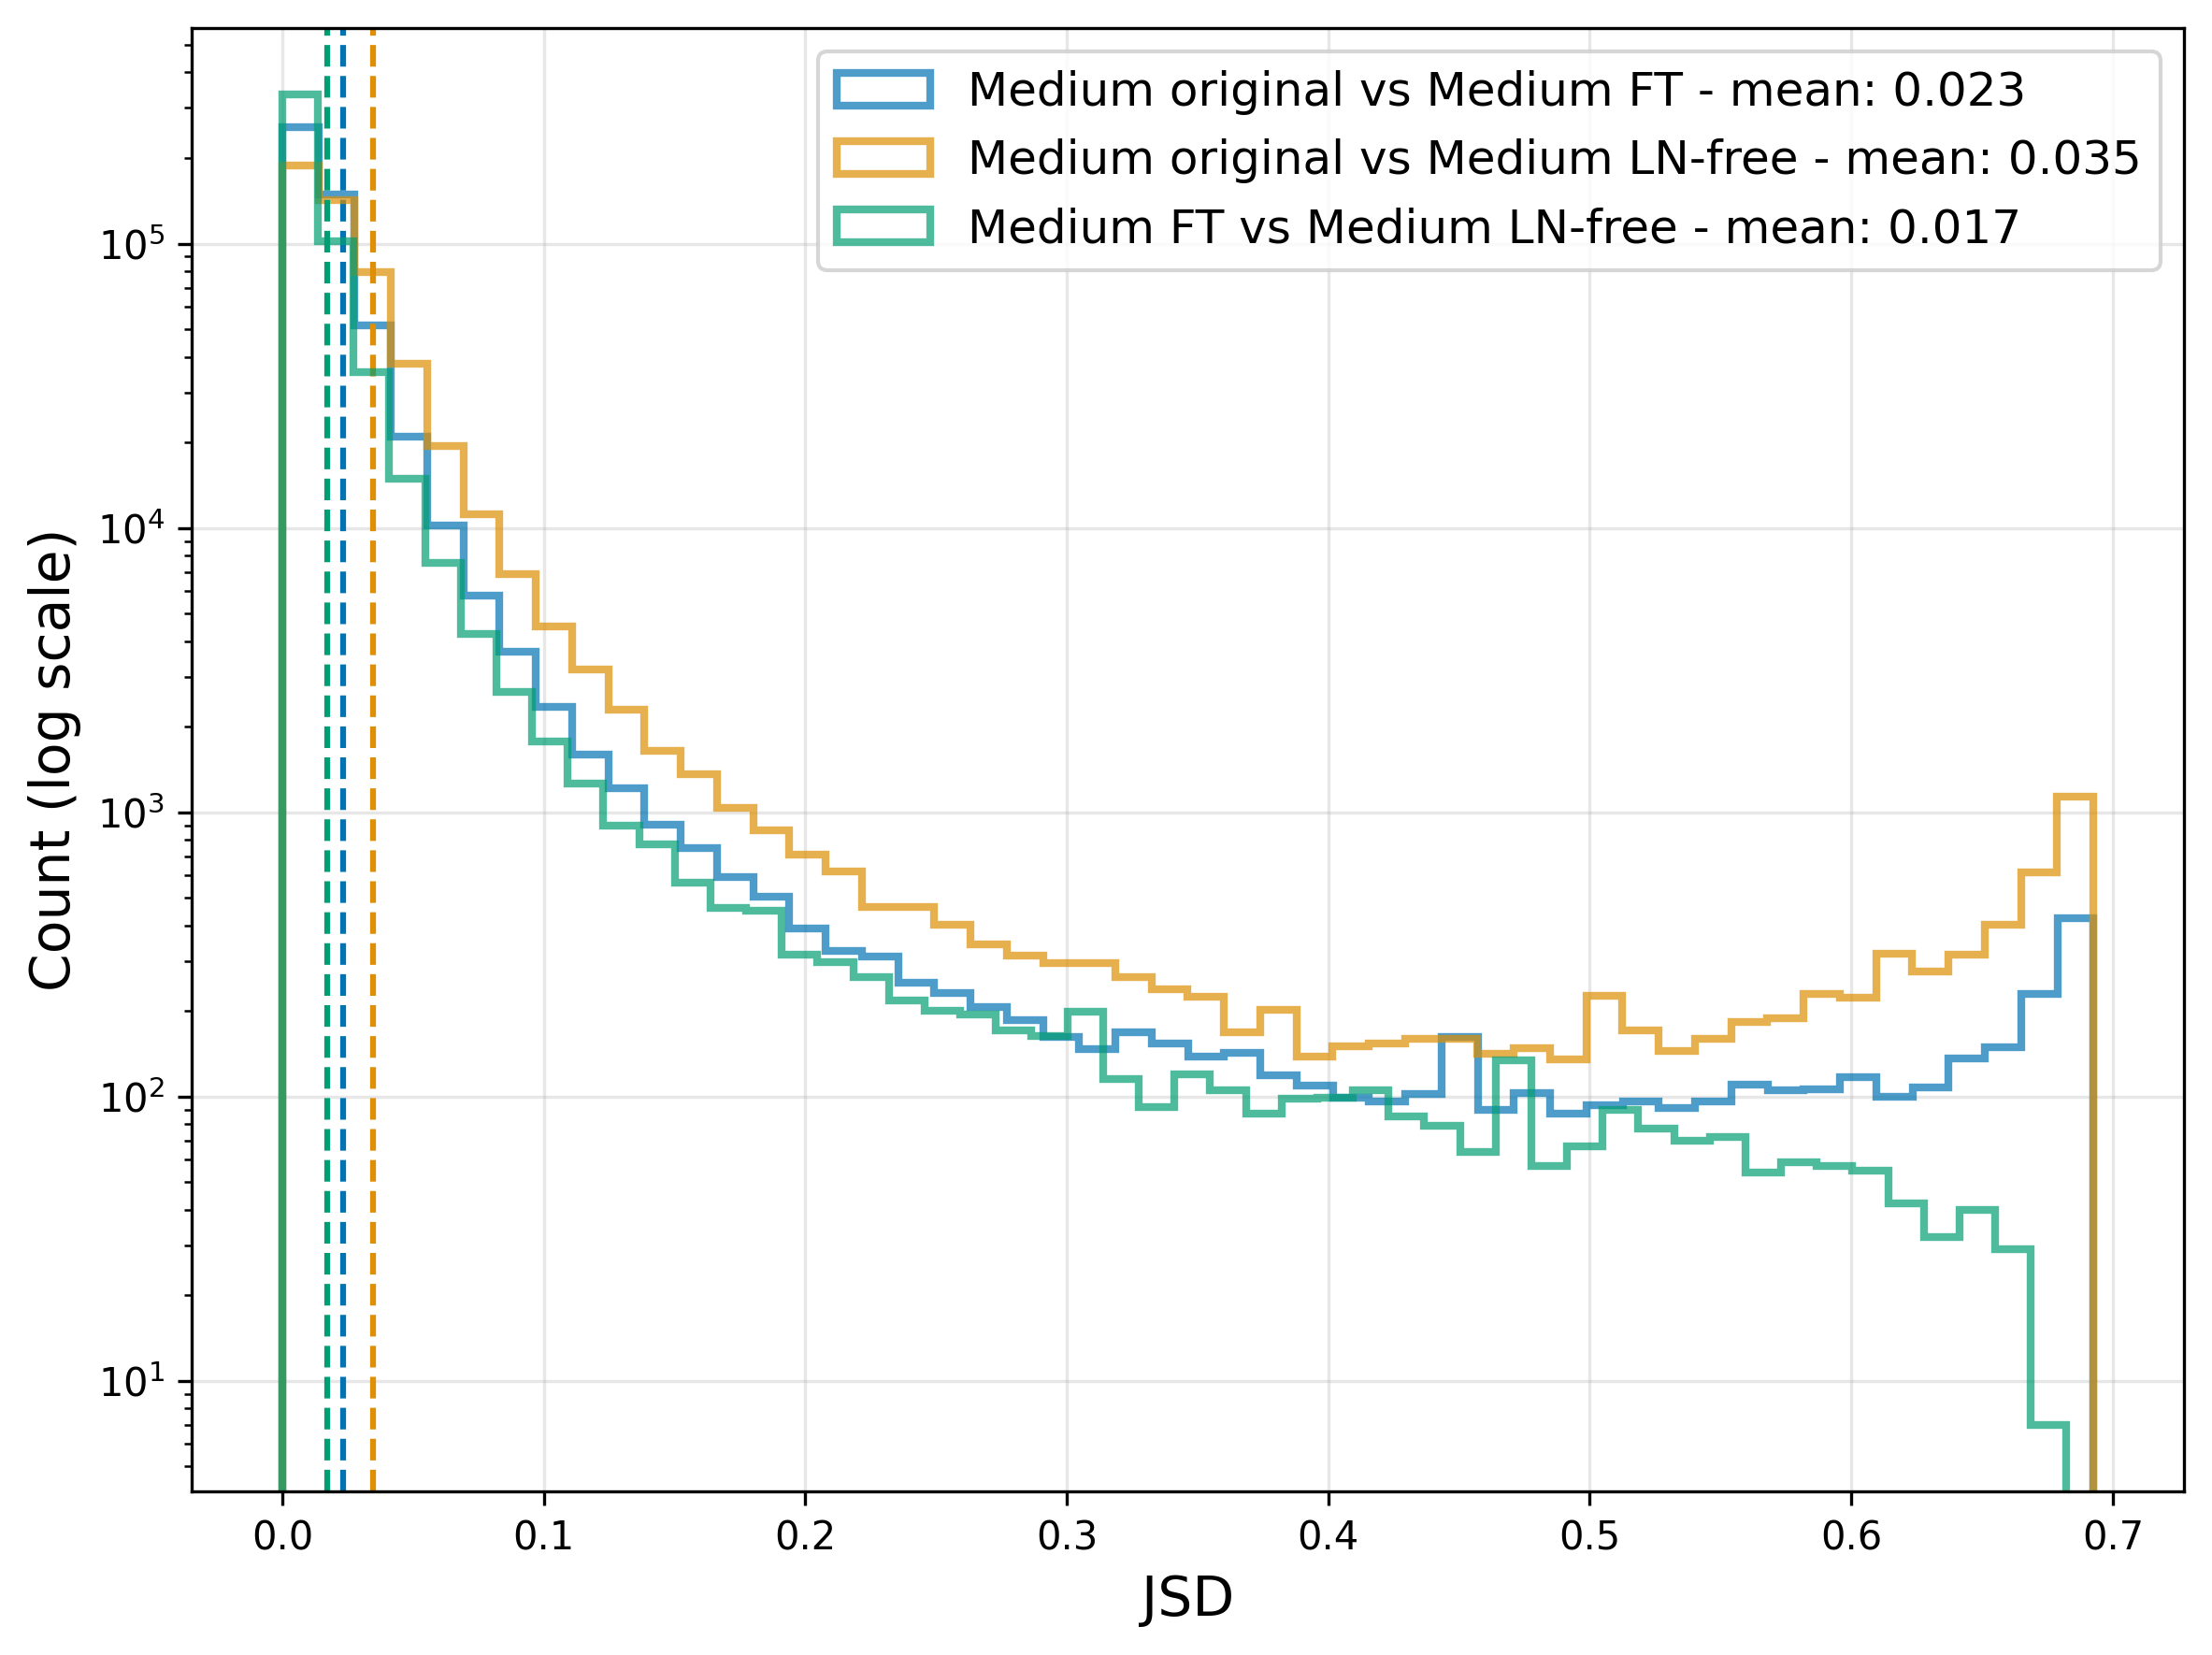 Medium original vs Medium FT - mean: 0.023
Medium original vs Medium LN-free - mean: 0.035
Medium FT vs Medium LN-free - mean: 0.017
Count (log scale)
10⁵
10⁴
10³
10²
10¹
0.0 0.1 0.2 0.3 0.4 0.5 0.6 0.7
JSD